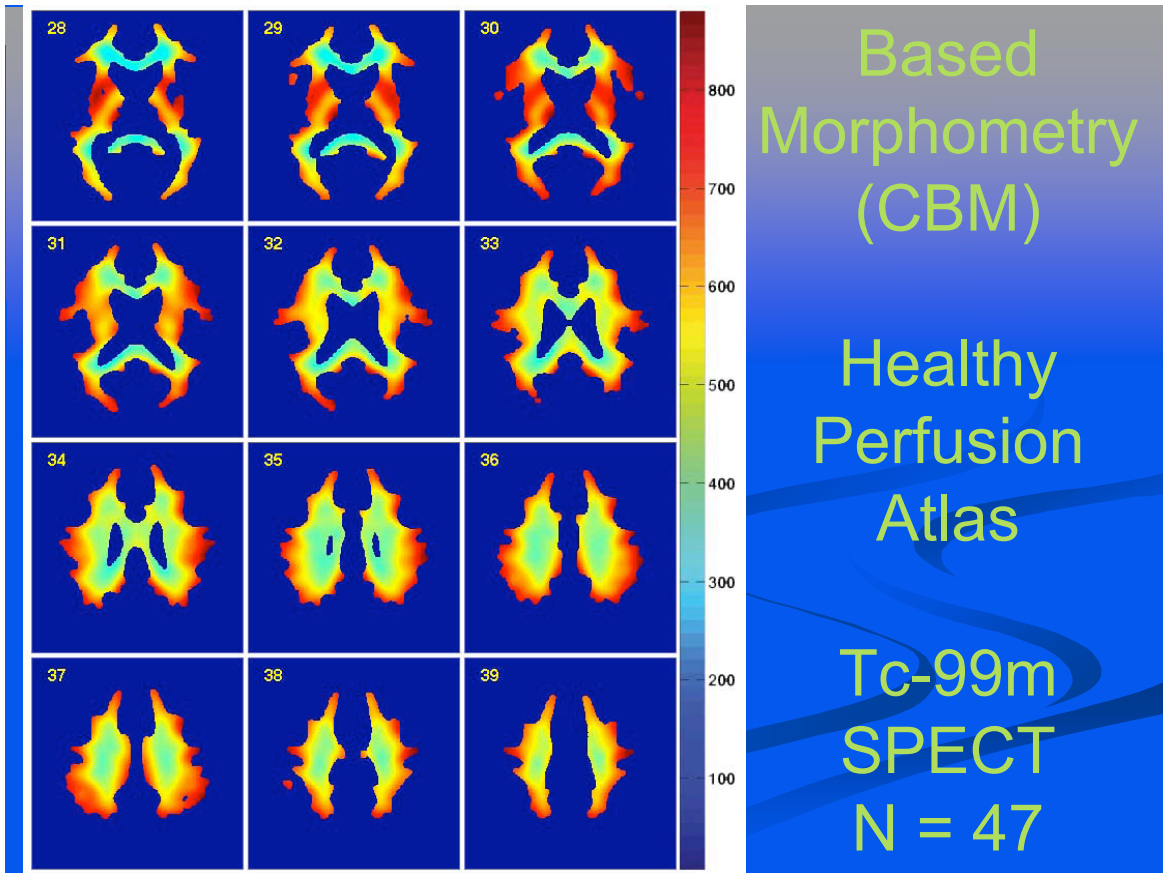 28 29 30
31 32 33
34 35 36
37 38 39
800
700
600
500
400
300
200
100
Based
Morphometry
(CBM)
Healthy
Perfusion
Atlas
Tc-99m
SPECT
N = 47